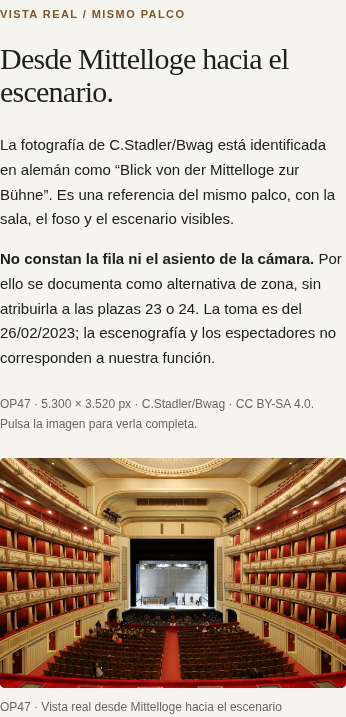 VISTA REAL / MISMO PALCO
Desde Mittelloge hacia el
escenario.
La fotografía de C.Stadler/Bwag está identificada
en alemán como “Blick von der Mittelloge zur
Bühne”. Es una referencia del mismo palco, con la
sala, el foso y el escenario visibles.
No constan la fila ni el asiento de la cámara. Por
ello se documenta como alternativa de zona, sin
atribuirla a las plazas 23 o 24. La toma es del
26/02/2023; la escenografía y los espectadores no
corresponden a nuestra función.
OP47 · 5.300 × 3.520 px · C.Stadler/Bwag · CC BY-SA 4.0.
Pulsa la imagen para verla completa.
OP47 · Vista real desde Mittelloge hacia el escenario